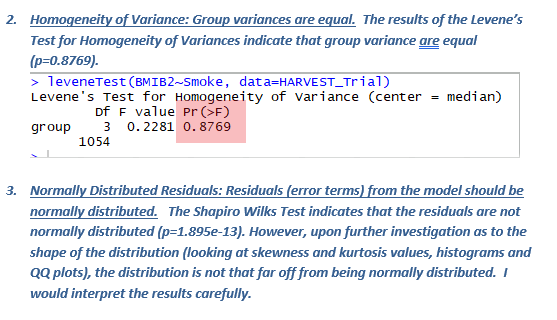 2. Homogeneity of Variance: Group variances are equal. The results of the Levene's
Test for Homogeneity of Variances indicate that group variance are equal
(p=0.8769).
> leveneTest(BMIB2~Smoke, data=HARVEST_Trial)
Levene's Test for Homogeneity of Variance (center = median)
Df F value Pr(>F)
group 3 0.2281 0.8769
1054
>
3. Normally Distributed Residuals: Residuals (error terms) from the model should be
normally distributed. The Shapiro Wilks Test indicates that the residuals are not
normally distributed (p=1.895e-13). However, upon further investigation as to the
shape of the distribution (looking at skewness and kurtosis values, histograms and
QQ plots), the distribution is not that far off from being normally distributed. I
would interpret the results carefully.